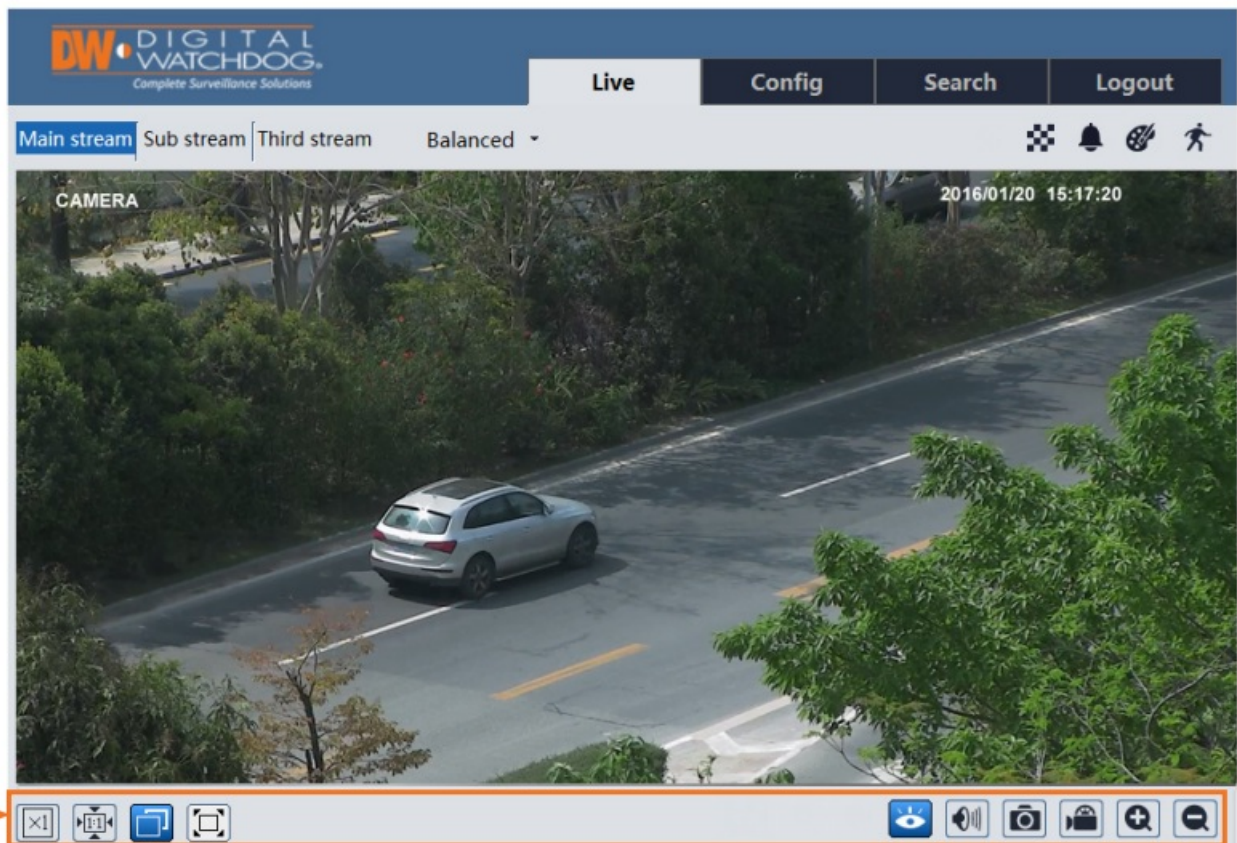 DW DIGITAL
WATCHDOG®
Complete Surveillance Solutions
Live Config Search Logout
Main stream Sub stream Third stream Balanced
CAMERA 2016/01/20 15:17:20
×1 1:1